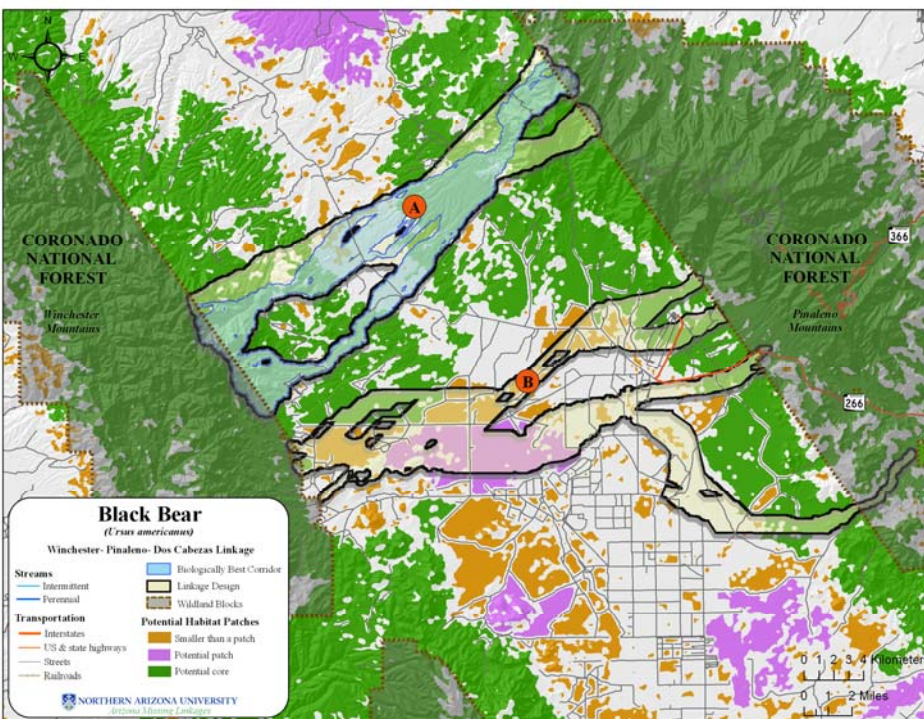 N
W
E
S
A
B
CORONADO
NATIONAL
FOREST
Winchester
Mountains
CORONADO
NATIONAL
FOREST
Pinaleno
Mountains
366
266
Black Bear
(Ursus americanus)
Winchester- Pinaleno- Dos Cabezas Linkage
Streams
Intermittent
Perennial
Transportation
Interstates
US & state highways
Streets
Railroads
Biologically Best Corridor
Linkage Design
Wildland Blocks
Potential Habitat Patches
Smaller than a patch
Potential patch
Potential core
NORTHERN ARIZONA UNIVERSITY
Arizona Missing Linkages
0 1 2 3 4 Kilometer
0 1 2 Miles